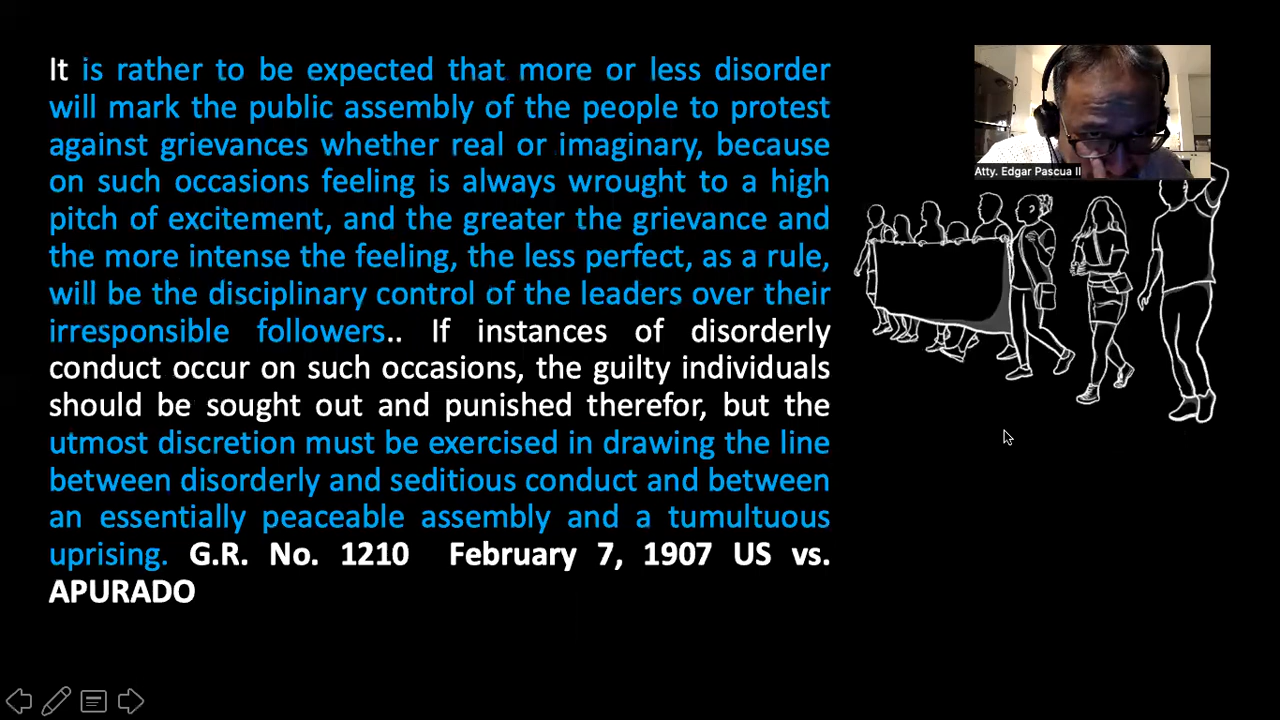 It is rather to be expected that more or less disorder
will mark the public assembly of the people to protest
against grievances whether real or imaginary, because
on such occasions feeling is always wrought to a high
pitch of excitement, and the greater the grievance and
the more intense the feeling, the less perfect, as a rule,
will be the disciplinary control of the leaders over their
irresponsible followers.. If instances of disorderly
conduct occur on such occasions, the guilty individuals
should be sought out and punished therefor, but the
utmost discretion must be exercised in drawing the line
between disorderly and seditious conduct and between
an essentially peaceable assembly and a tumultuous
uprising. G.R. No. 1210 February 7, 1907 US vs.
APURADO
Atty. Edgar Pascua II